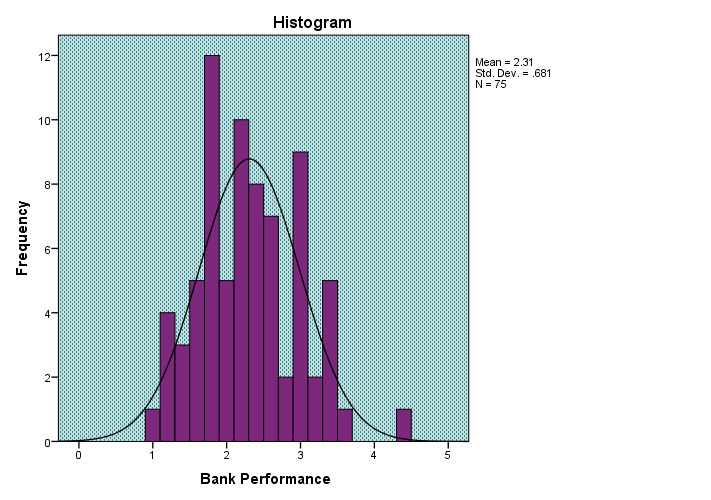 Histogram
Mean = 2.31
Std. Dev. = .681
N = 75
12
10
8
6
4
2
0
Frequency
0 1 2 3 4 5
Bank Performance